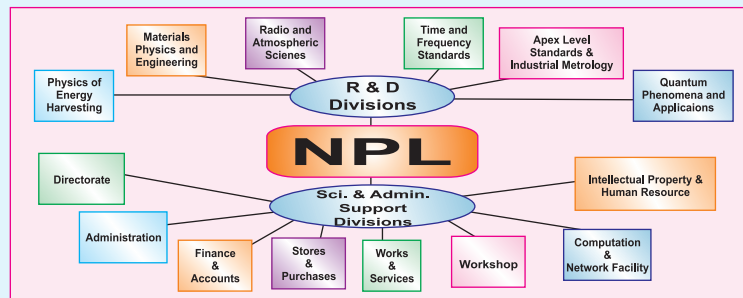 Materials
Physics and
Engineering
Radio and
Atmospheric
Scienes
Time and
Frequency
Standards
Apex Level
Standards &
Industrial Metrology
Physics of
Energy
Harvesting
R & D
Divisions
Quantum
Phenomena and
Applicaions
NPL
Directorate
Sci. & Admin.
Support
Divisions
Intellectual Property &
Human Resource
Administration
Finance
&
Accounts
Stores
&
Purchases
Works
&
Services
Workshop
Computation
&
Network Facility